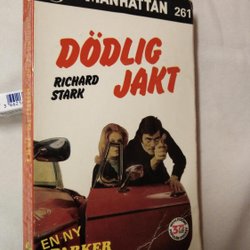 MANHATTAN 261
DÖDLIG
RICHARD
STARK
JAKT
EN NY
PARKER